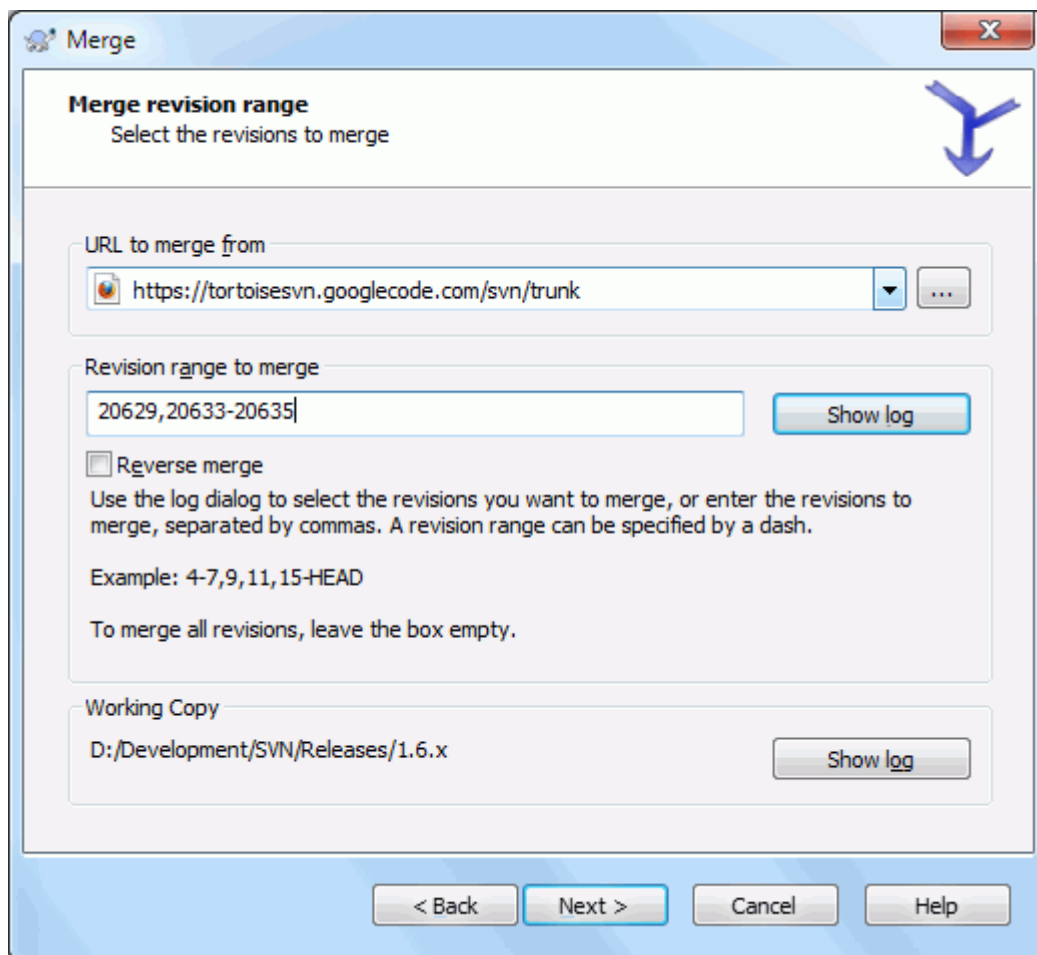 Merge
Merge revision range
Select the revisions to merge
URL to merge from
https://tortoisesvn.googlecode.com/svn/trunk
...
Revision range to merge
20629,20633-20635
Show log
Reverse merge
Use the log dialog to select the revisions you want to merge, or enter the revisions to
merge, separated by commas. A revision range can be specified by a dash.
Example: 4-7,9,11,15-HEAD
To merge all revisions, leave the box empty.
Working Copy
D:/Development/SVN/Releases/1.6.x
Show log
< Back
Next >
Cancel
Help